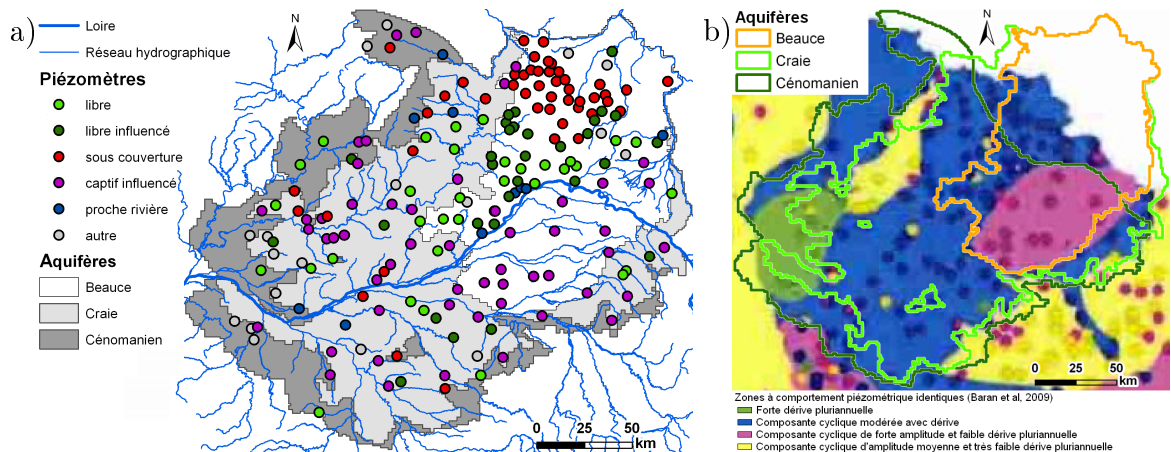 a)
Loire
Réseau hydrographique
Piézomètres
libre
libre influencé
sous couverture
captif influencé
proche rivière
autre
Aquifères
Beauce
Craie
Cénomanien
N
0 25 50
km
b)
Aquifères
Beauce
Craie
Cénomanien
N
0 25 50
km
Zones à comportement piézométrique identiques (Baran et al, 2009)
Forte dérive pluriannuelle
Composante cyclique modérée avec dérive
Composante cyclique de forte amplitude et faible dérive pluriannuelle
Composante cyclique d'amplitude moyenne et trés faible dérive pluriannuelle